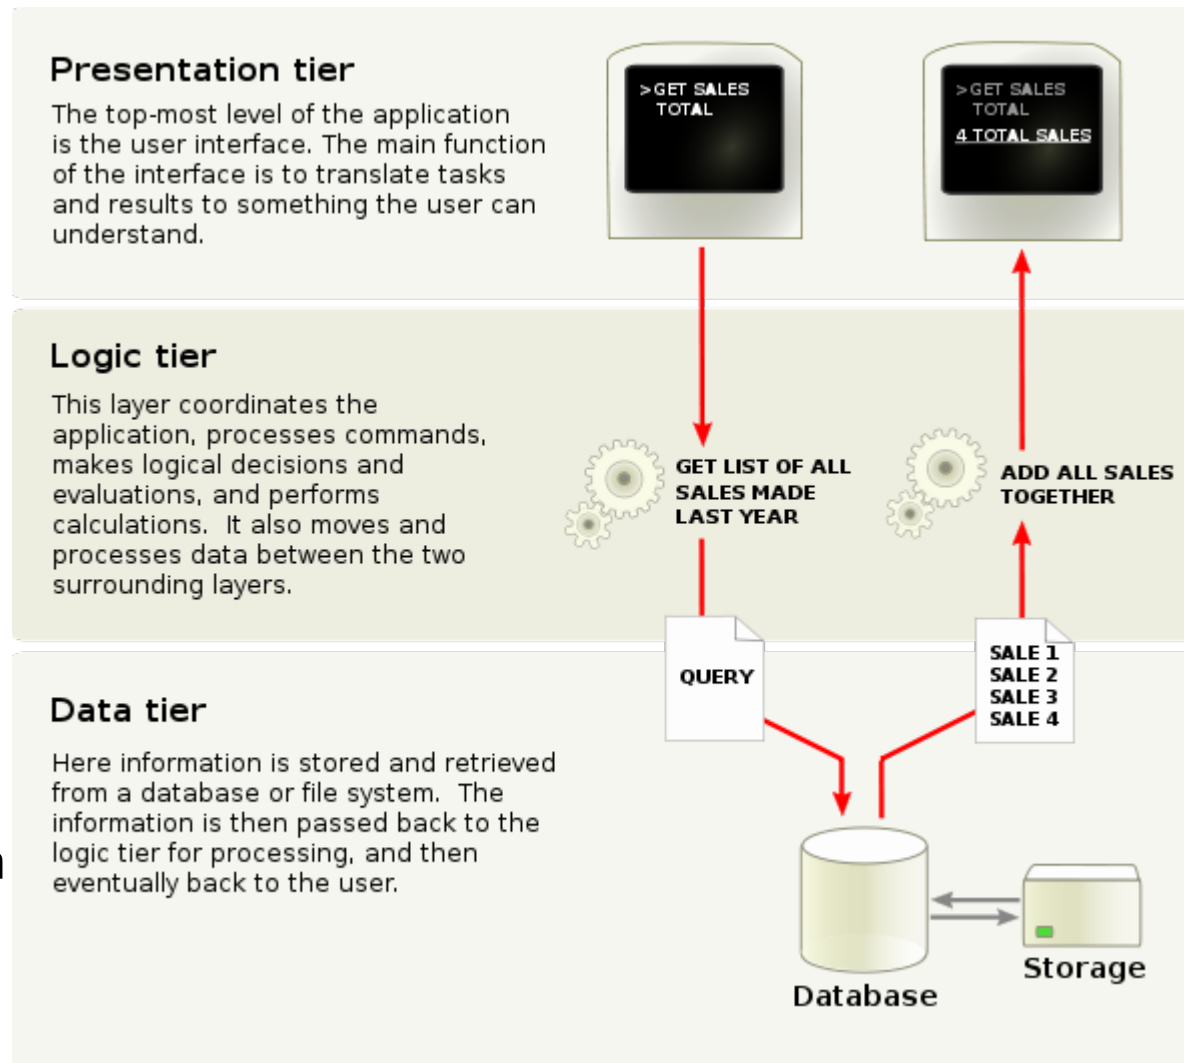 Presentation tier
The top-most level of the application
is the user interface. The main function
of the interface is to translate tasks
and results to something the user can
understand.
>GET SALES
TOTAL
>GET SALES
TOTAL
4 TOTAL SALES
Logic tier
This layer coordinates the
application, processes commands,
makes logical decisions and
evaluations, and performs
calculations.  It also moves and
processes data between the two
surrounding layers.
GET LIST OF ALL
SALES MADE
LAST YEAR
ADD ALL SALES
TOGETHER
QUERY
SALE 1
SALE 2
SALE 3
SALE 4
Data tier
Here information is stored and retrieved
from a database or file system.  The
information is then passed back to the
logic tier for processing, and then
eventually back to the user.
Database
Storage